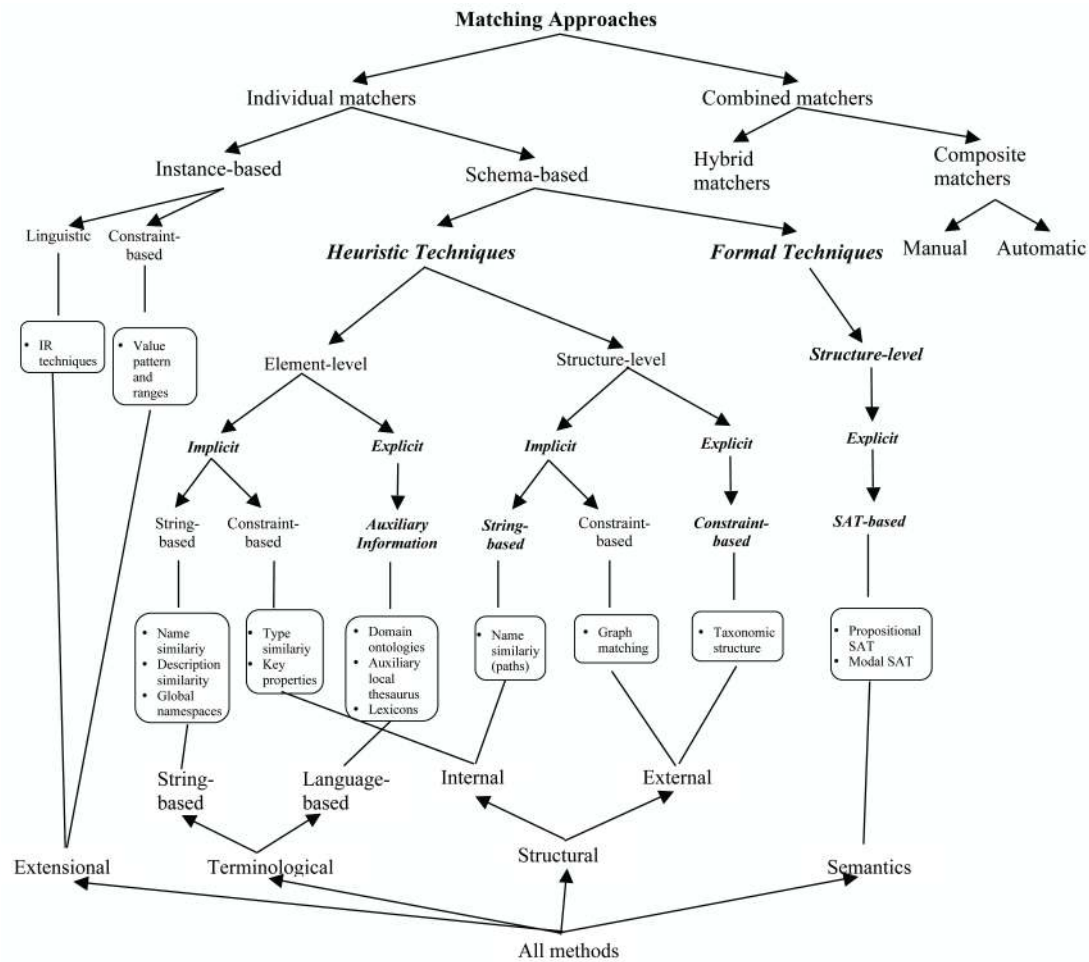 Matching Approaches
Individual matchers
Combined matchers
Instance-based
Schema-based
Hybrid
matchers
Composite
matchers
Linguistic
Constraint-
based
Heuristic Techniques
Formal Techniques
Manual
Automatic
• IR
techniques
• Value
pattern
and
ranges
Element-level
Structure-level
Structure-level
Implicit
Explicit
Implicit
Explicit
Explicit
String-
based
Constraint-
based
Auxiliary
Information
String-
based
Constraint-
based
Constraint-
based
SAT-based
• Name
similariy
• Description
similarity
• Global
namespaces
• Type
similariy
• Key
properties
• Domain
ontologies
• Auxiliary
local
thesaurus
• Lexicons
• Name
similariy
(paths)
• Graph
matching
• Taxonomic
structure
• Propositional
SAT
• Modal SAT
String-
based
Language-
based
Internal
External
Extensional
Terminological
Structural
Semantics
All methods